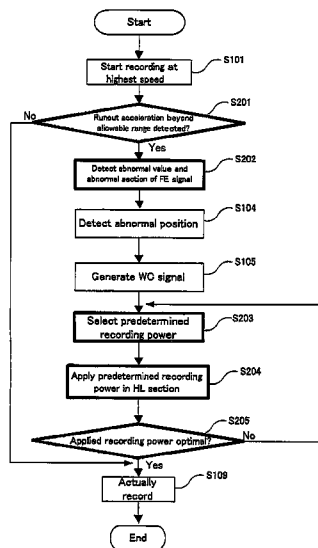 Start
Start recording at
highest speed
S101
No
Runout acceleration beyond
allowable range detected?
S201
Yes
Detect abnormal value and
abnormal section of FE signal
S202
Detect abnormal position
S104
Generate WC signal
S105
Select predetermined
recording power
S203
Apply predetermined recording
power in HL section
S204
Applied recording power optimal?
S205
No
Yes
Actually
record
S109
End